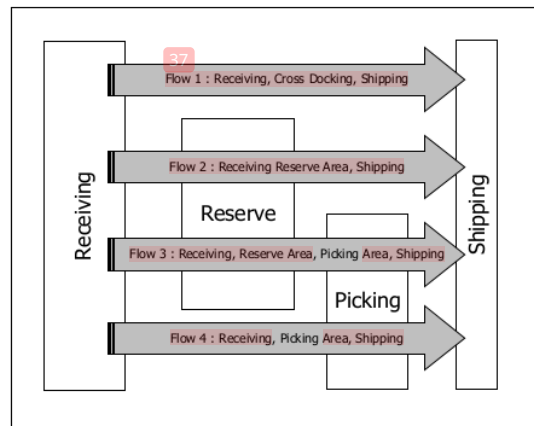 37
Flow 1 : Receiving, Cross Docking, Shipping
Flow 2 : Receiving Reserve Area, Shipping
Reserve
Receiving
Shipping
Flow 3 : Receiving, Reserve Area, Picking Area, Shipping
Picking
Flow 4 : Receiving, Picking Area, Shipping